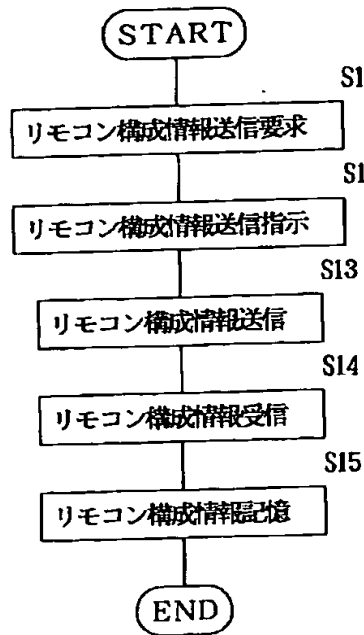 START
S1
リモコン構成情報送信要求
S1
リモコン構成情報送信指示
S13
リモコン構成情報送信
S14
リモコン構成情報受信
S15
リモコン構成情報記憶
END